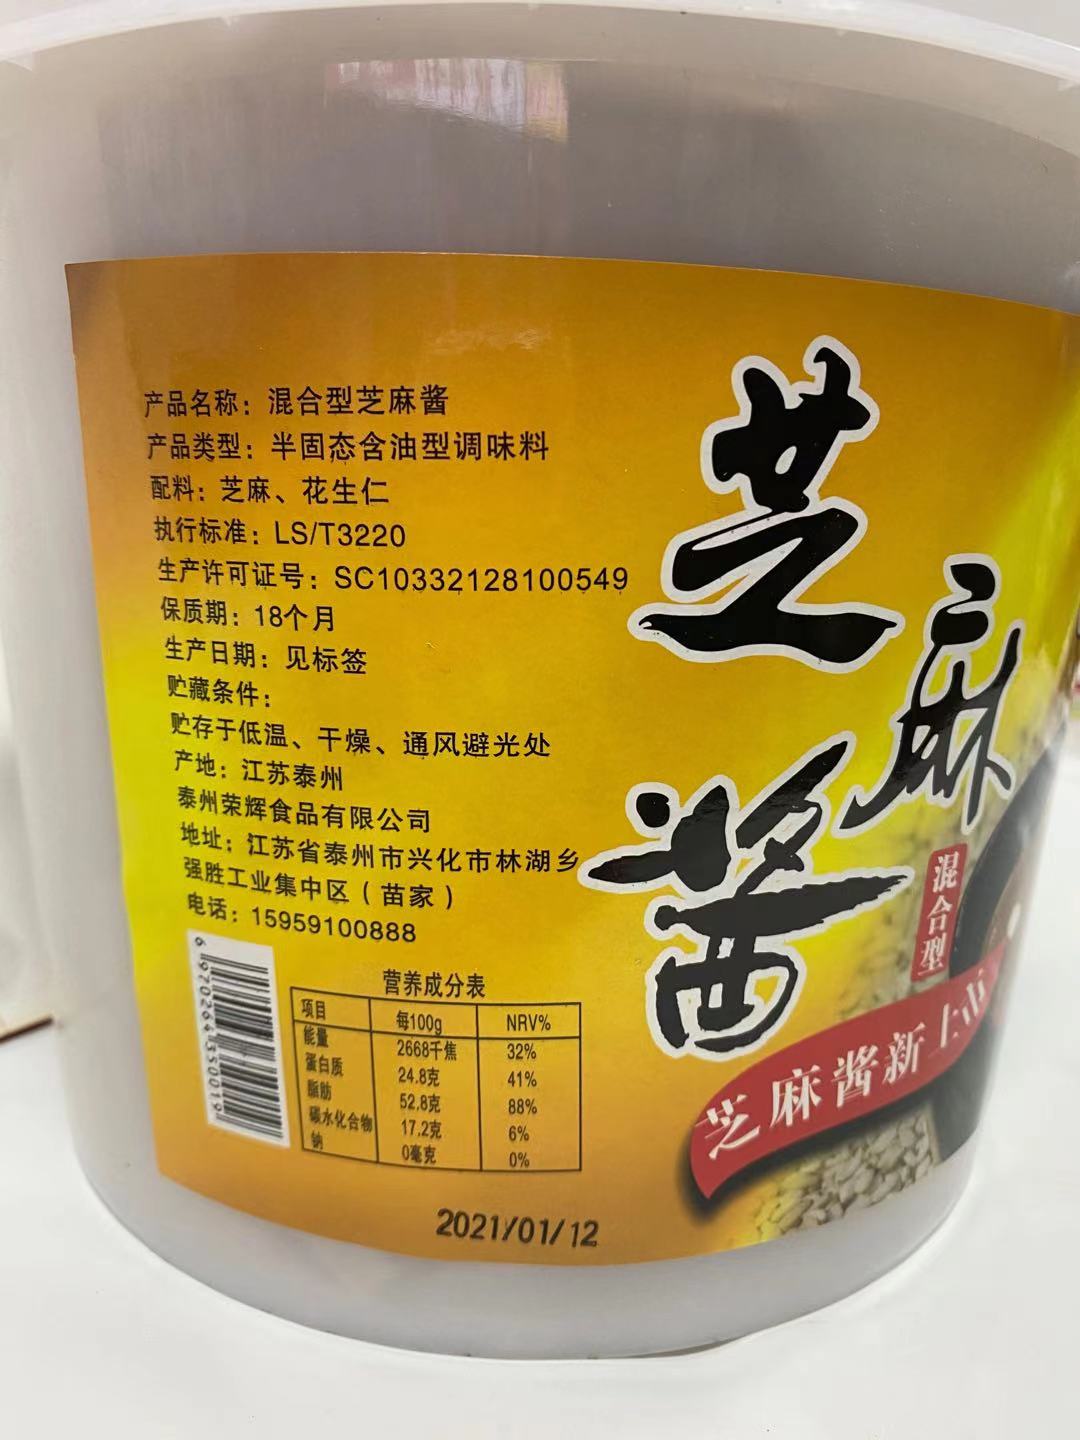 产品名称：混合型芝麻酱
产品类型：半固态含油型调味料
配料：芝麻、花生仁
执行标准：LS/T3220
生产许可证号：SC10332128100549
保质期：18个月
生产日期：见标签
贮藏条件：
贮存于低温、干燥、通风避光处
产地：江苏泰州
泰州荣辉食品有限公司
地址：江苏省泰州市兴化市林湖乡
强胜工业集中区（苗家）
电话：15959100888
6970266350019
营养成分表
项目 每100g NRV%
能量 2668千焦 32%
蛋白质 24.8克 41%
脂肪 52.8克 88%
碳水化合物 17.2克 6%
钠 0毫克 0%
2021/01/12
芝麻酱
混合型
芝麻酱新上市